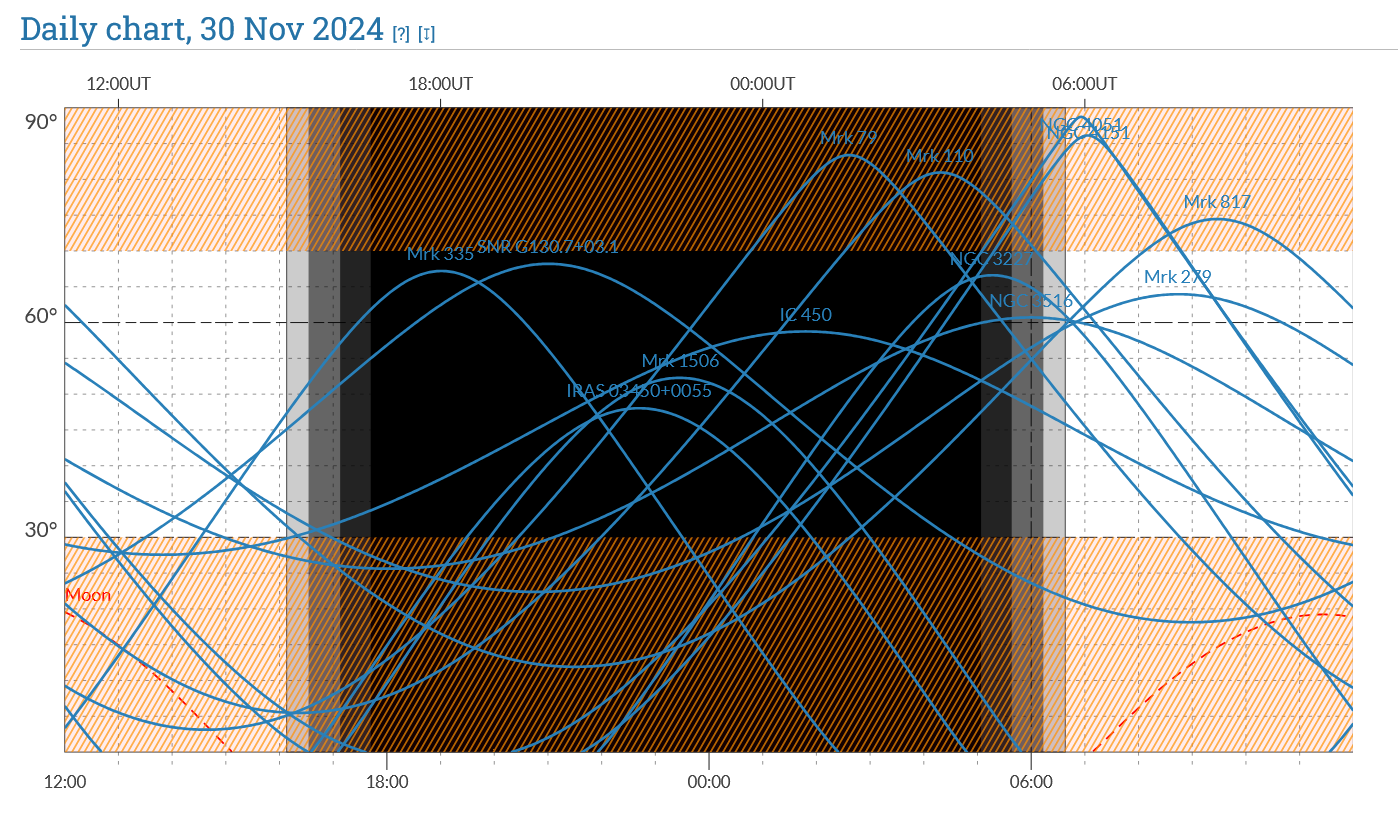 Daily chart, 30 Nov 2024 [?] [↧]
12:00UT 18:00UT 00:00UT 06:00UT
90°
NGC 4051
NGC 4151
Mrk 79
Mrk 110
Mrk 817
Mrk 335
SNR G130.7+03.1
NGC 3227
Mrk 279
NGC 3516
60°
IC 450
Mrk 1506
IRAS 03450+0055
30°
Moon
12:00 18:00 00:00 06:00